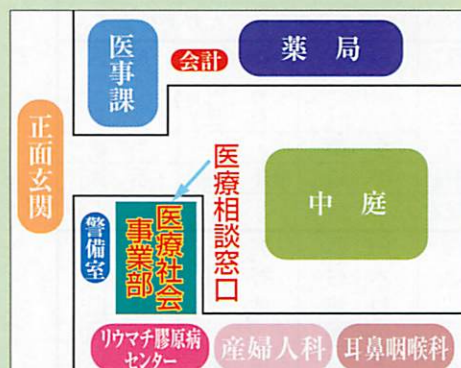 医事課
会計
薬局
正面玄関
医療相談窓口
中庭
警備室
医療社会
事業部
リウマチ膠原病
センター
産婦人科
耳鼻咽喉科